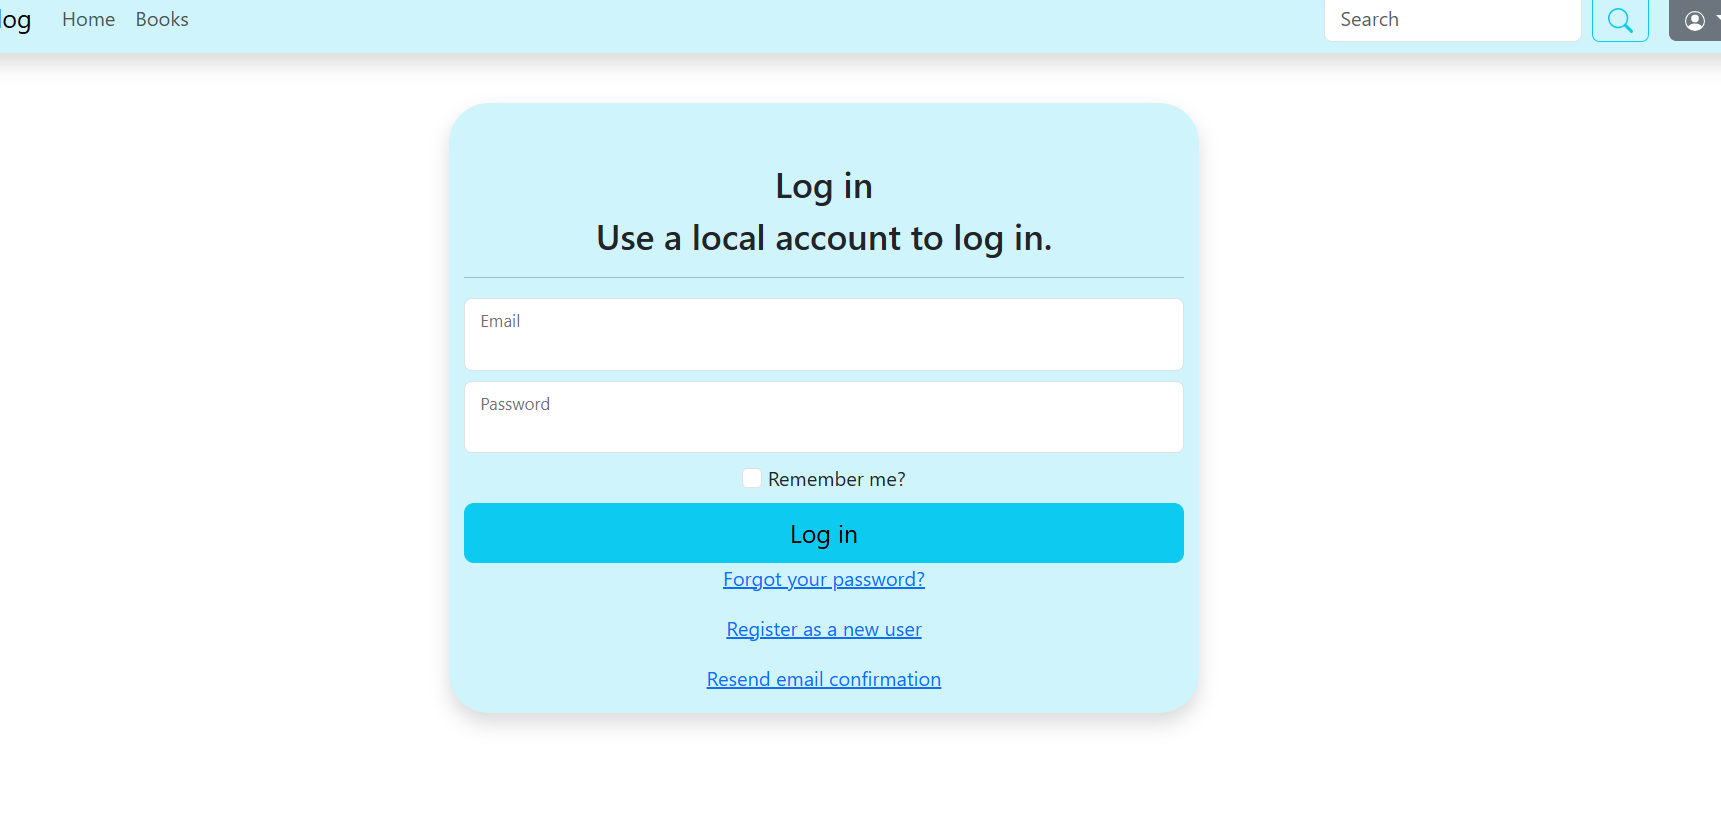 Home Books Search
Log in
Use a local account to log in.
Email
Password
Remember me?
Log in
Forgot your password?
Register as a new user
Resend email confirmation